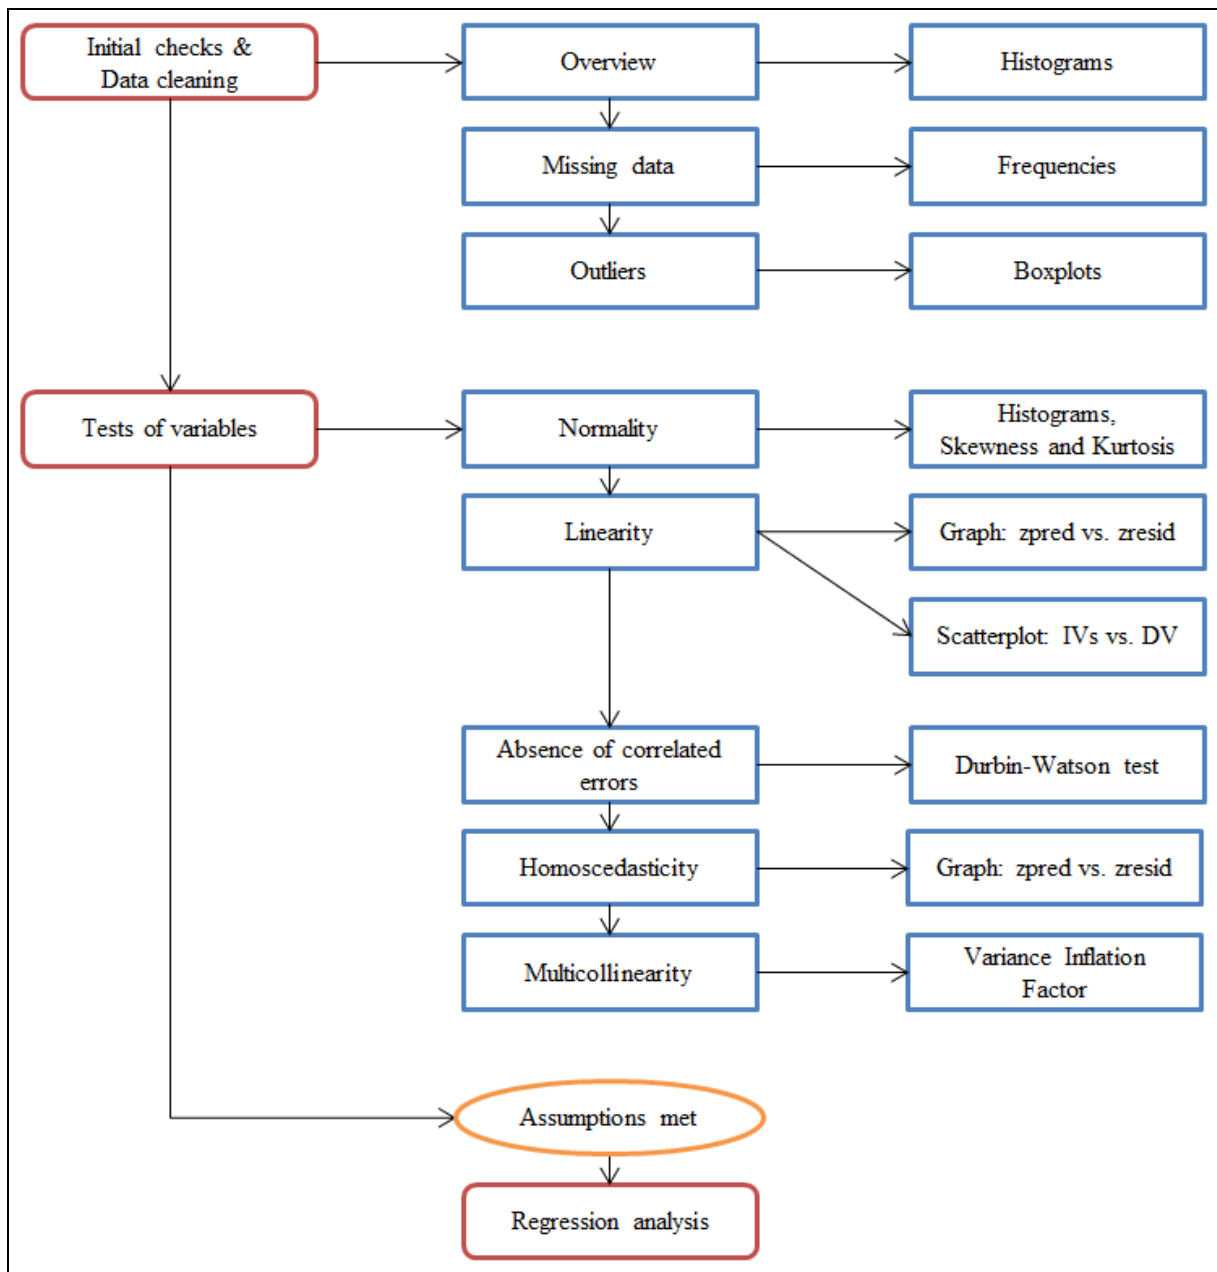 Initial checks &
Data cleaning
Overview
Histograms
Missing data
Frequencies
Outliers
Boxplots
Tests of variables
Normality
Histograms,
Skewness and Kurtosis
Linearity
Graph: zpred vs. zresid
Scatterplot: IVs vs. DV
Absence of correlated
errors
Durbin-Watson test
Homoscedasticity
Graph: zpred vs. zresid
Multicollinearity
Variance Inflation
Factor
Assumptions met
Regression analysis